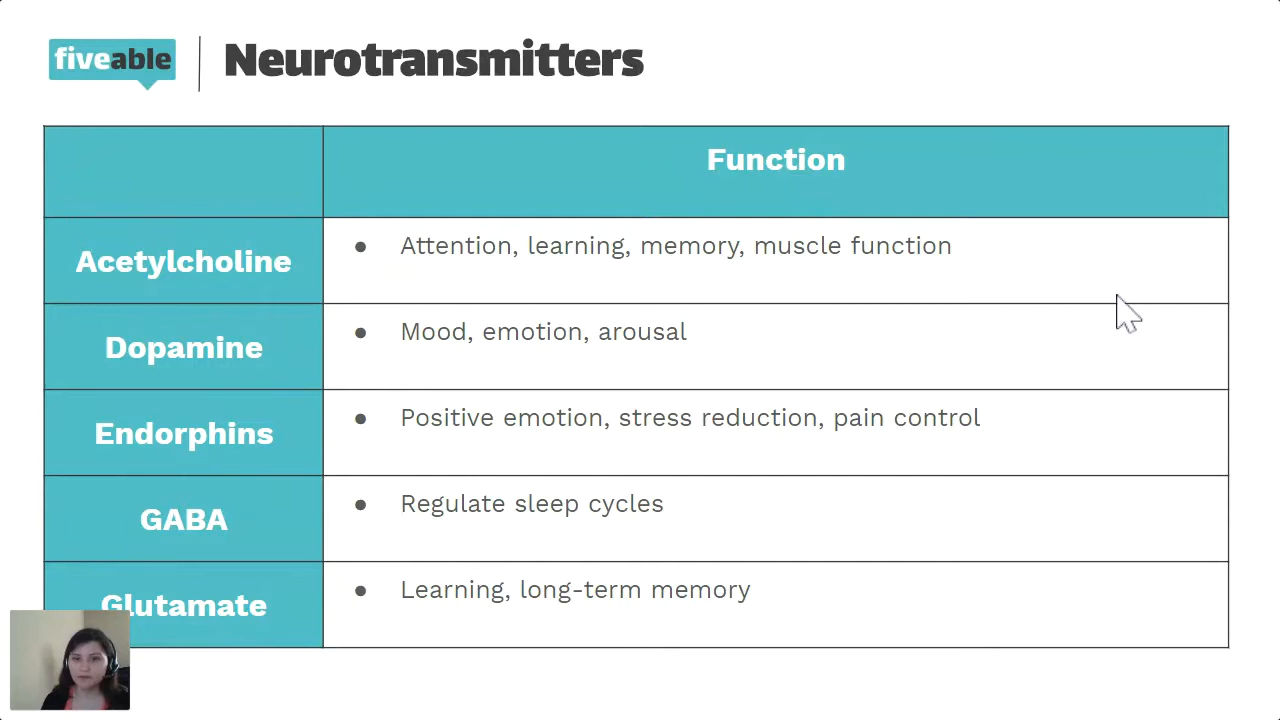 fiveable
Neurotransmitters
Function
Acetylcholine
● Attention, learning, memory, muscle function
Dopamine
● Mood, emotion, arousal
Endorphins
● Positive emotion, stress reduction, pain control
GABA
● Regulate sleep cycles
Glutamate
● Learning, long-term memory